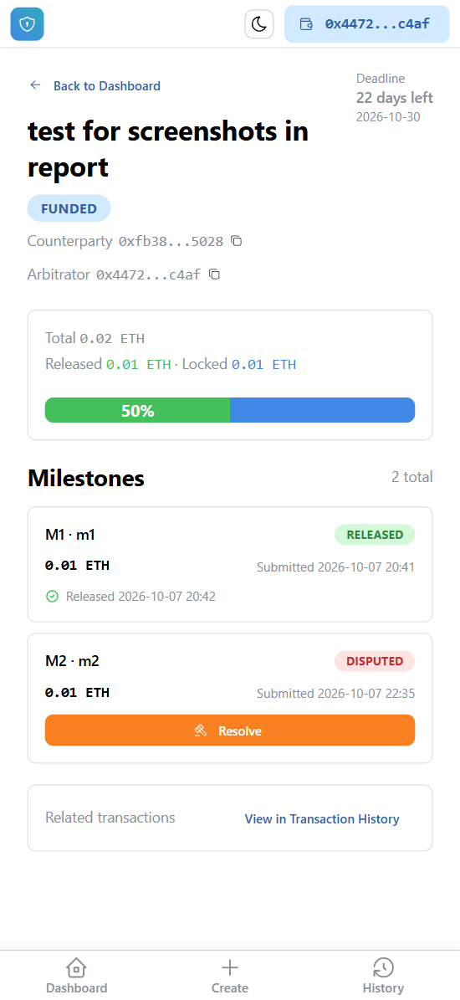 0x4472...c4af
Back to Dashboard
Deadline
22 days left
2026-10-30
test for screenshots in
report
FUNDED
Counterparty 0xfb38...5028
Arbitrator 0x4472...c4af
Total 0.02 ETH
Released 0.01 ETH · Locked 0.01 ETH
50%
Milestones
2 total
M1 · m1
RELEASED
0.01 ETH
Submitted 2026-10-07 20:41
Released 2026-10-07 20:42
M2 · m2
DISPUTED
0.01 ETH
Submitted 2026-10-07 22:35
Resolve
Related transactions
View in Transaction History
Dashboard
Create
History